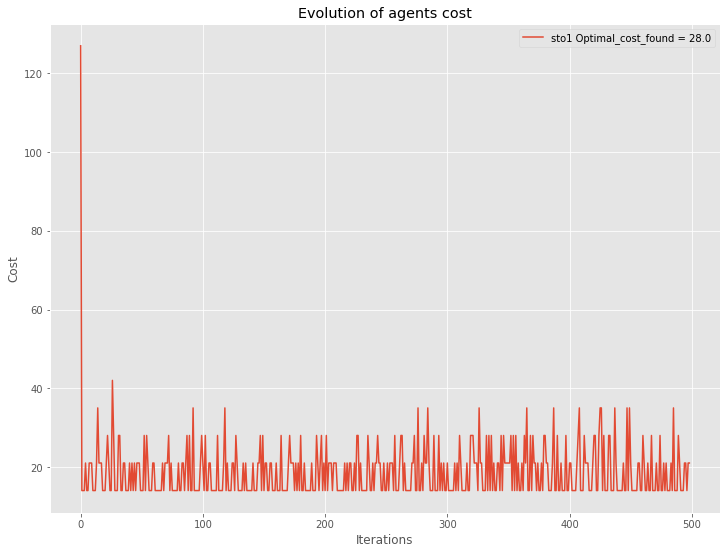 Evolution of agents cost
sto1 Optimal_cost_found = 28.0
120
100
80
60
40
20
Cost
0 100 200 300 400 500
Iterations